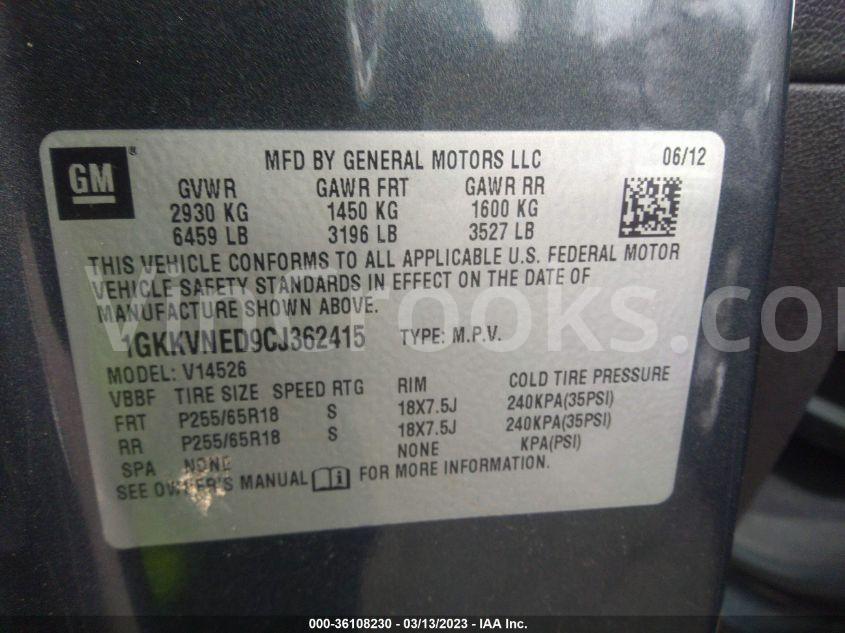 GM
MFD BY GENERAL MOTORS LLC 06/12
GVWR GAWR FRT GAWR RR
2930 KG 1450 KG 1600 KG
6459 LB 3196 LB 3527 LB
THIS VEHICLE CONFORMS TO ALL APPLICABLE U.S. FEDERAL MOTOR
VEHICLE SAFETY STANDARDS IN EFFECT ON THE DATE OF
MANUFACTURE SHOWN ABOVE.
1GKKVNED9CJ362415 TYPE: M.P.V.
MODEL: V14526
VBBF TIRE SIZE SPEED RTG RIM COLD TIRE PRESSURE
FRT P255/65R18 S 18X7.5J 240KPA(35PSI)
RR P255/65R18 S 18X7.5J 240KPA(35PSI)
SPA NONE NONE KPA(PSI)
SEE OWNER'S MANUAL FOR MORE INFORMATION.
000-36108230 - 03/13/2023 - IAA Inc.